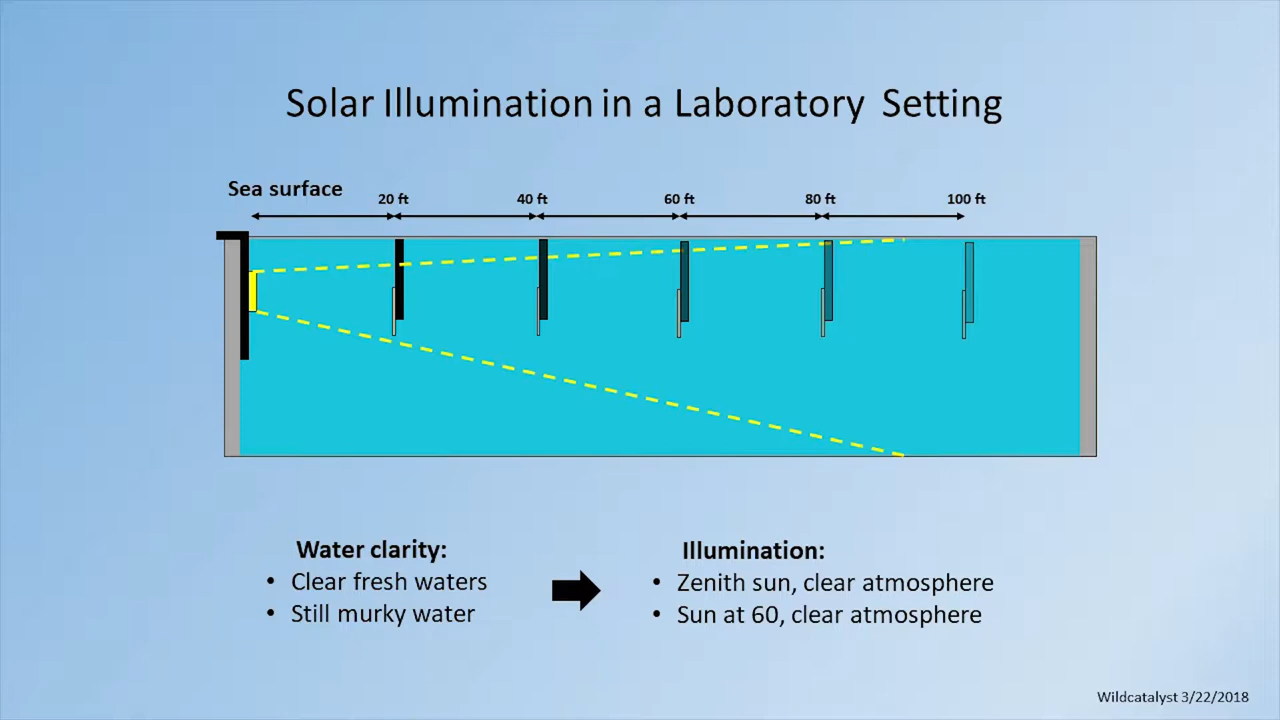 Solar Illumination in a Laboratory Setting
Sea surface
20 ft 40 ft 60 ft 80 ft 100 ft
Water clarity:
• Clear fresh waters
• Still murky water
Illumination:
• Zenith sun, clear atmosphere
• Sun at 60, clear atmosphere
Wildcatalyst 3/22/2018